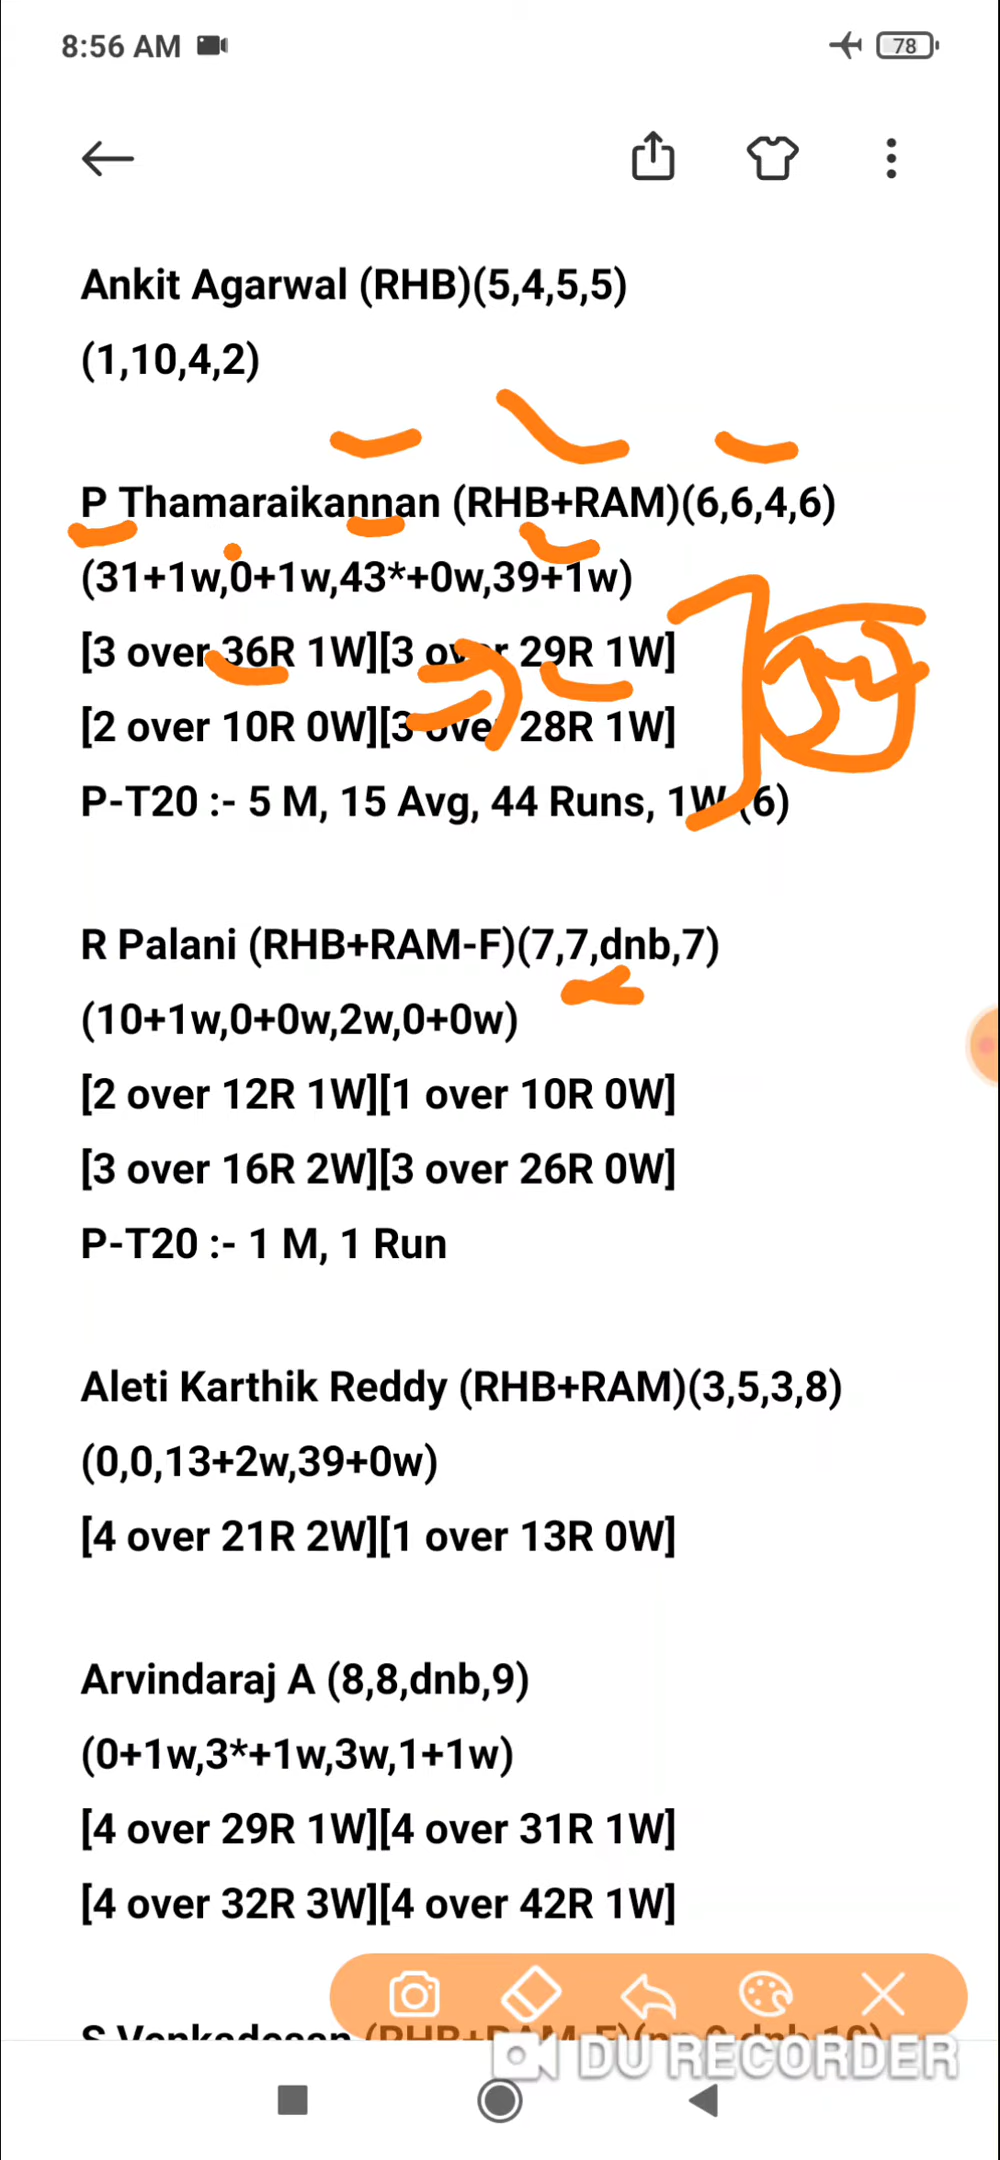 8:56 AM
78
Ankit Agarwal (RHB)(5,4,5,5)
(1,10,4,2)
P Thamaraikannan (RHB+RAM)(6,6,4,6)
(31+1w,0+1w,43*+0w,39+1w)
[3 over 36R 1W][3 over 29R 1W]
[2 over 10R 0W][3 over 28R 1W]
P-T20 :- 5 M, 15 Avg, 44 Runs, 1W (6)
R Palani (RHB+RAM-F)(7,7,dnb,7)
(10+1w,0+0w,2w,0+0w)
[2 over 12R 1W][1 over 10R 0W]
[3 over 16R 2W][3 over 26R 0W]
P-T20 :- 1 M, 1 Run
Aleti Karthik Reddy (RHB+RAM)(3,5,3,8)
(0,0,13+2w,39+0w)
[4 over 21R 2W][1 over 13R 0W]
Arvindaraj A (8,8,dnb,9)
(0+1w,3*+1w,3w,1+1w)
[4 over 29R 1W][4 over 31R 1W]
[4 over 32R 3W][4 over 42R 1W]
DU RECORDER